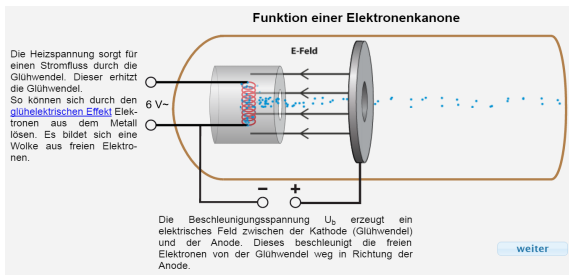 Funktion einer Elektronenkanone
Die Heizspannung sorgt für
einen Stromfluss durch die
Glühwendel. Dieser erhitzt
die Glühwendel.
So können sich durch den
glühelektrischen Effekt Elek-
tronen aus dem Metall
lösen. Es bildet sich eine
Wolke aus freien Elektro-
nen.
6 V~
E-Feld
− +
Die Beschleunigungsspannung Ub erzeugt ein
elektrisches Feld zwischen der Kathode (Glühwendel)
und der Anode. Dieses beschleunigt die freien
Elektronen von der Glühwendel weg in Richtung der
Anode.
weiter